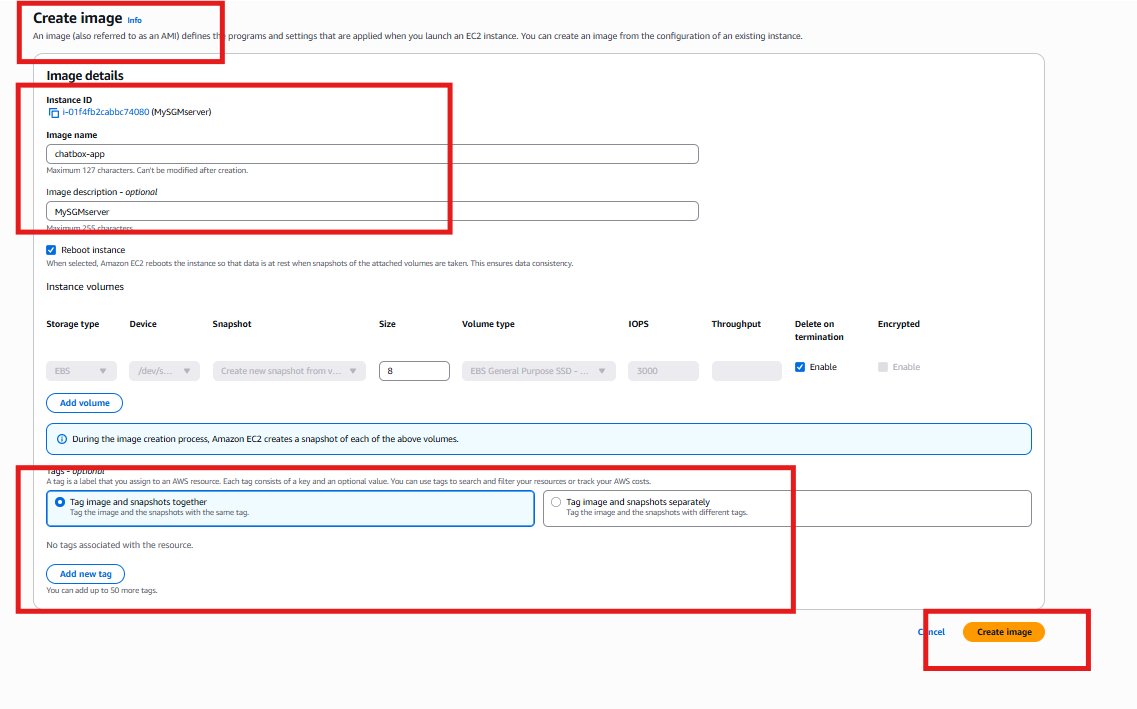 Create image Info
An image (also referred to as an AMI) defines the programs and settings that are applied when you launch an EC2 instance. You can create an image from the configuration of an existing instance.
Image details
Instance ID
i-01f4fb2cabbc74080 (MySGMserver)
Image name
chatbox-app
Maximum 127 characters. Can't be modified after creation.
Image description - optional
MySGMserver
Maximum 255 characters
Reboot instance
When selected, Amazon EC2 reboots the instance so that data is at rest when snapshots of the attached volumes are taken. This ensures data consistency.
Instance volumes
Storage type Device Snapshot Size Volume type IOPS Throughput Delete on termination Encrypted
EBS /dev/s... Create new snapshot from v... 8 EBS General Purpose SSD - ... 3000 Enable Enable
Add volume
During the image creation process, Amazon EC2 creates a snapshot of each of the above volumes.
Tags - optional
A tag is a label that you assign to an AWS resource. Each tag consists of a key and an optional value. You can use tags to search and filter your resources or track your AWS costs.
Tag image and snapshots together Tag image and snapshots separately
Tag the image and the snapshots with the same tag. Tag the image and the snapshots with different tags.
No tags associated with the resource.
Add new tag
You can add up to 50 more tags.
Cancel Create image